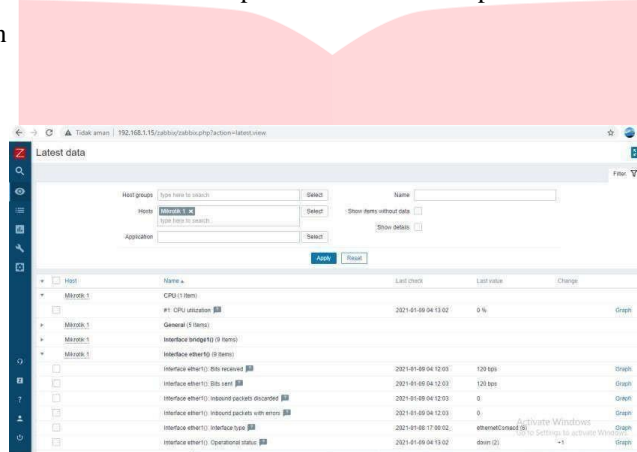 n
Tidak aman | 192.168.1.15/zabbix/zabbix.php?action=latest.view
Z Latest data
Filter
Host groups type here to search Select Name
Hosts Mikrotik 1 × Select Show items without data
type here to search
Show details
Application Select
Apply Reset
Host Name Last check Last value Change
Mikrotik 1 CPU (1 Item)
#1: CPU utilization 2021-01-09 04:13:02 0 % Graph
Mikrotik 1 General (5 Items)
Mikrotik 1 Interface bridge1() (9 Items)
Mikrotik 1 Interface ether1() (9 Items)
Interface ether1(): Bits received 2021-01-09 04:12:03 120 bps Graph
Interface ether1(): Bits sent 2021-01-09 04:12:03 120 bps Graph
Interface ether1(): Inbound packets discarded 2021-01-09 04:12:03 0 Graph
Interface ether1(): Inbound packets with errors 2021-01-09 04:12:03 0 Graph
Activate Windows
Interface ether1(): Interface type 2021-01-08 17:00:02 ethernetCsmacd (6) Graph
Go to Settings to activate Windows.
Interface ether1(): Operational status 2021-01-09 04:13:02 down (2) +1 Graph